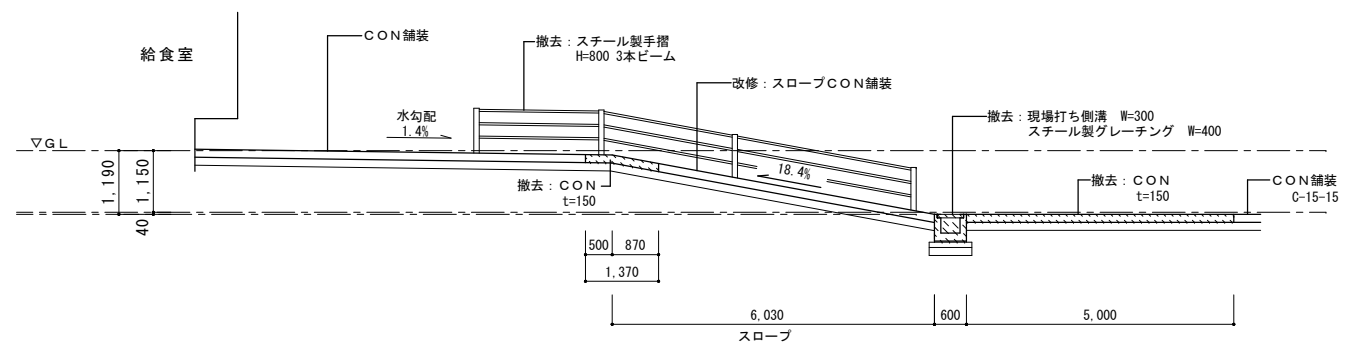 給食室
CON舗装
撤去：スチール製手摺
H=800 3本ビーム
改修：スロープCON舗装
水勾配
1.4%
撤去：現場打ち側溝 W=300
スチール製グレーチング W=400
▽GL
18.4%
1,190
1,150
40
撤去：CON
t=150
撤去：CON
t=150
CON舗装
C-15-15
500
870
1,370
6,030
600
5,000
スロープ